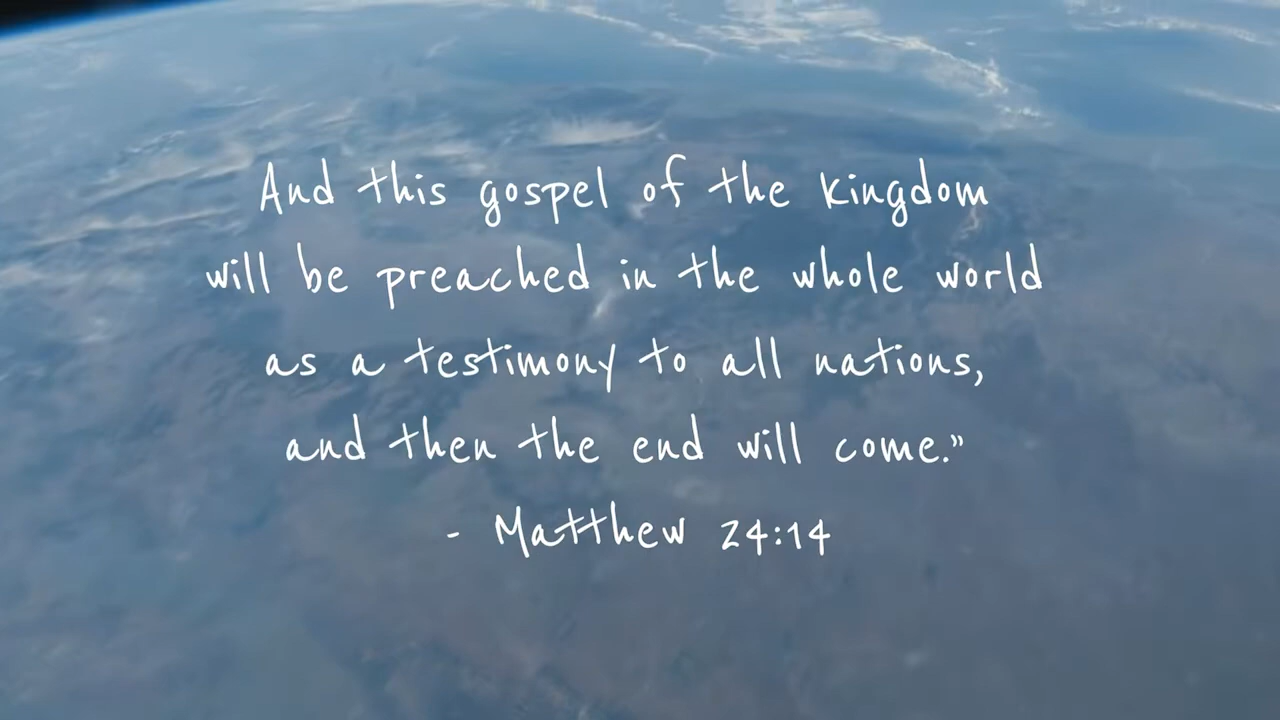 And this gospel of the kingdom
will be preached in the whole world
as a testimony to all nations,
and then the end will come.”
- Matthew 24:14